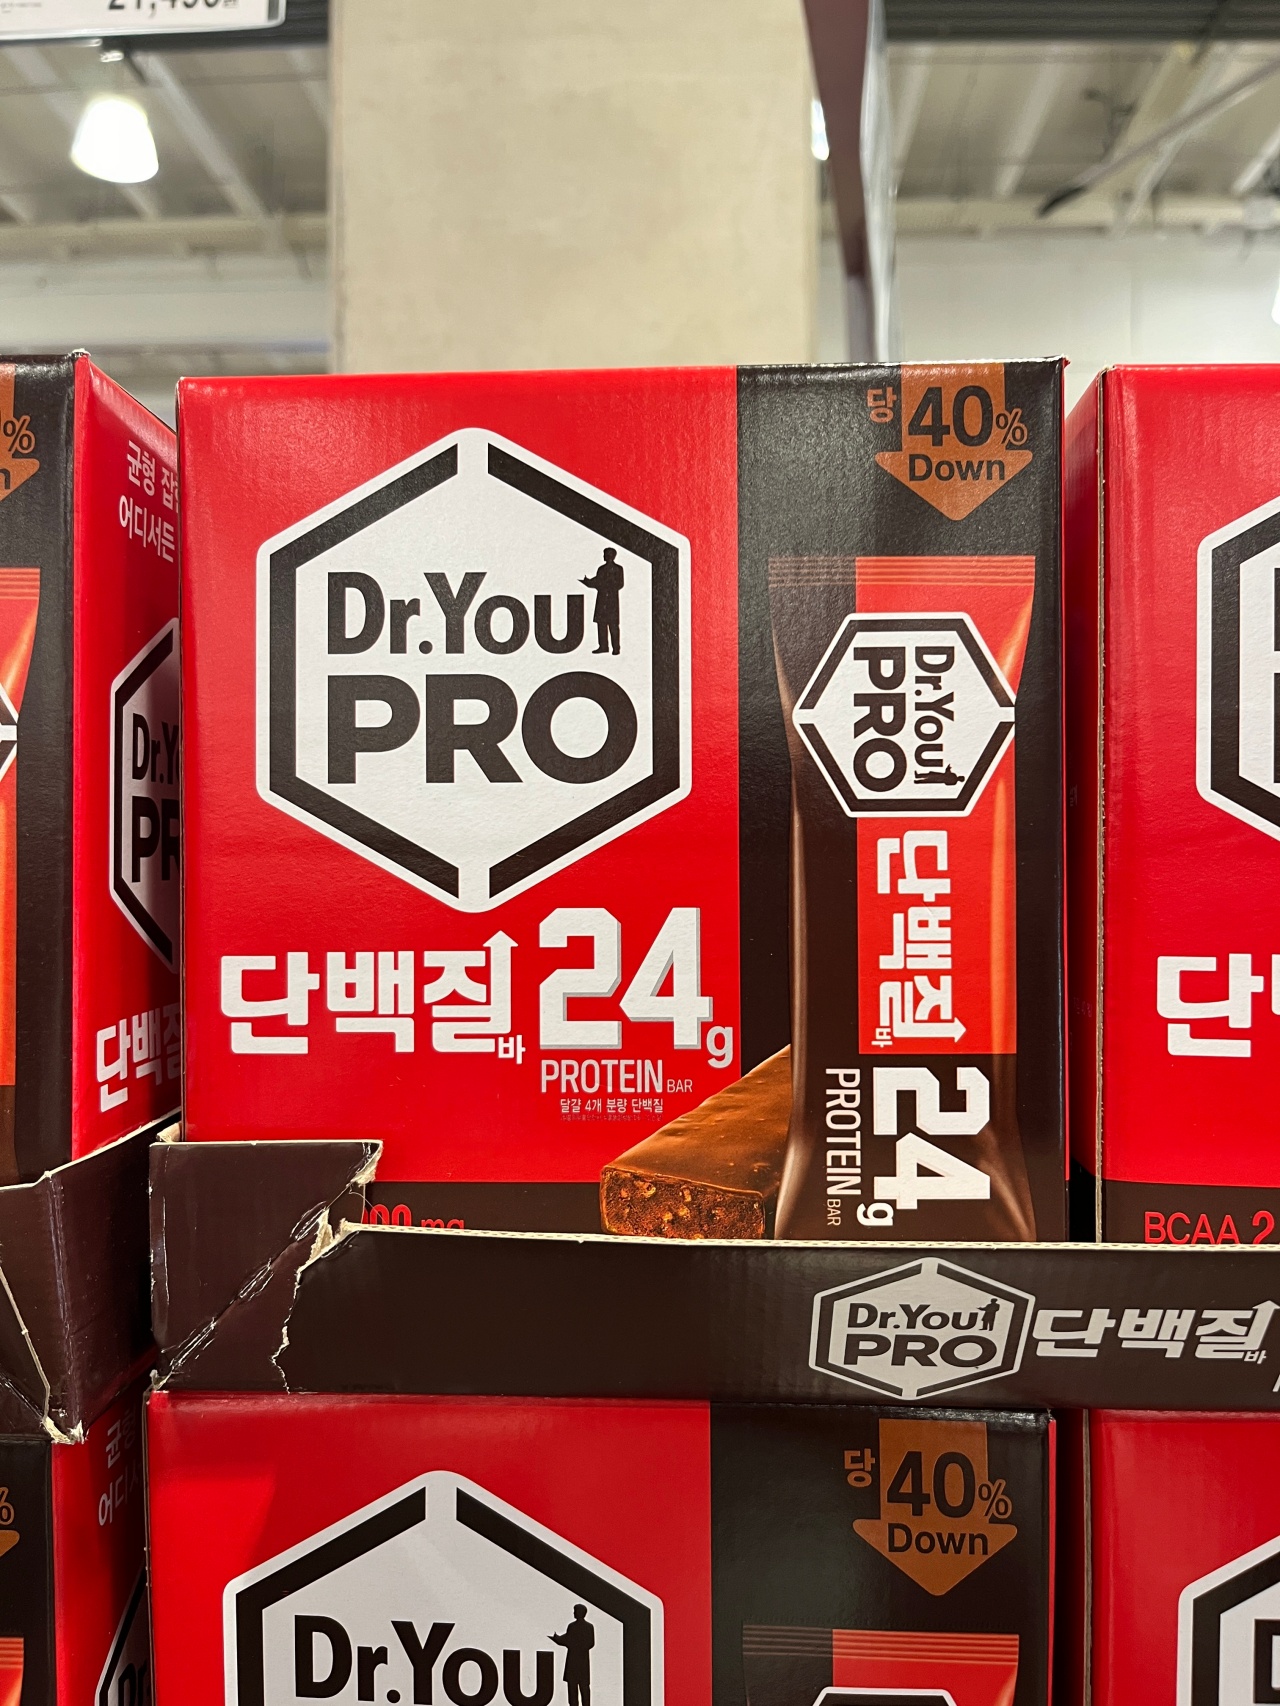 당 40%
Down
Dr.You
PRO
단백질바 24g
PROTEIN BAR
달걀 4개 분량 단백질
Dr.You
PRO
단백질바
24g
PROTEIN BAR
균형
어디서든
단백질
BCAA 2
단
Dr.You
PRO
단백질바
당 40%
Down
Dr.You